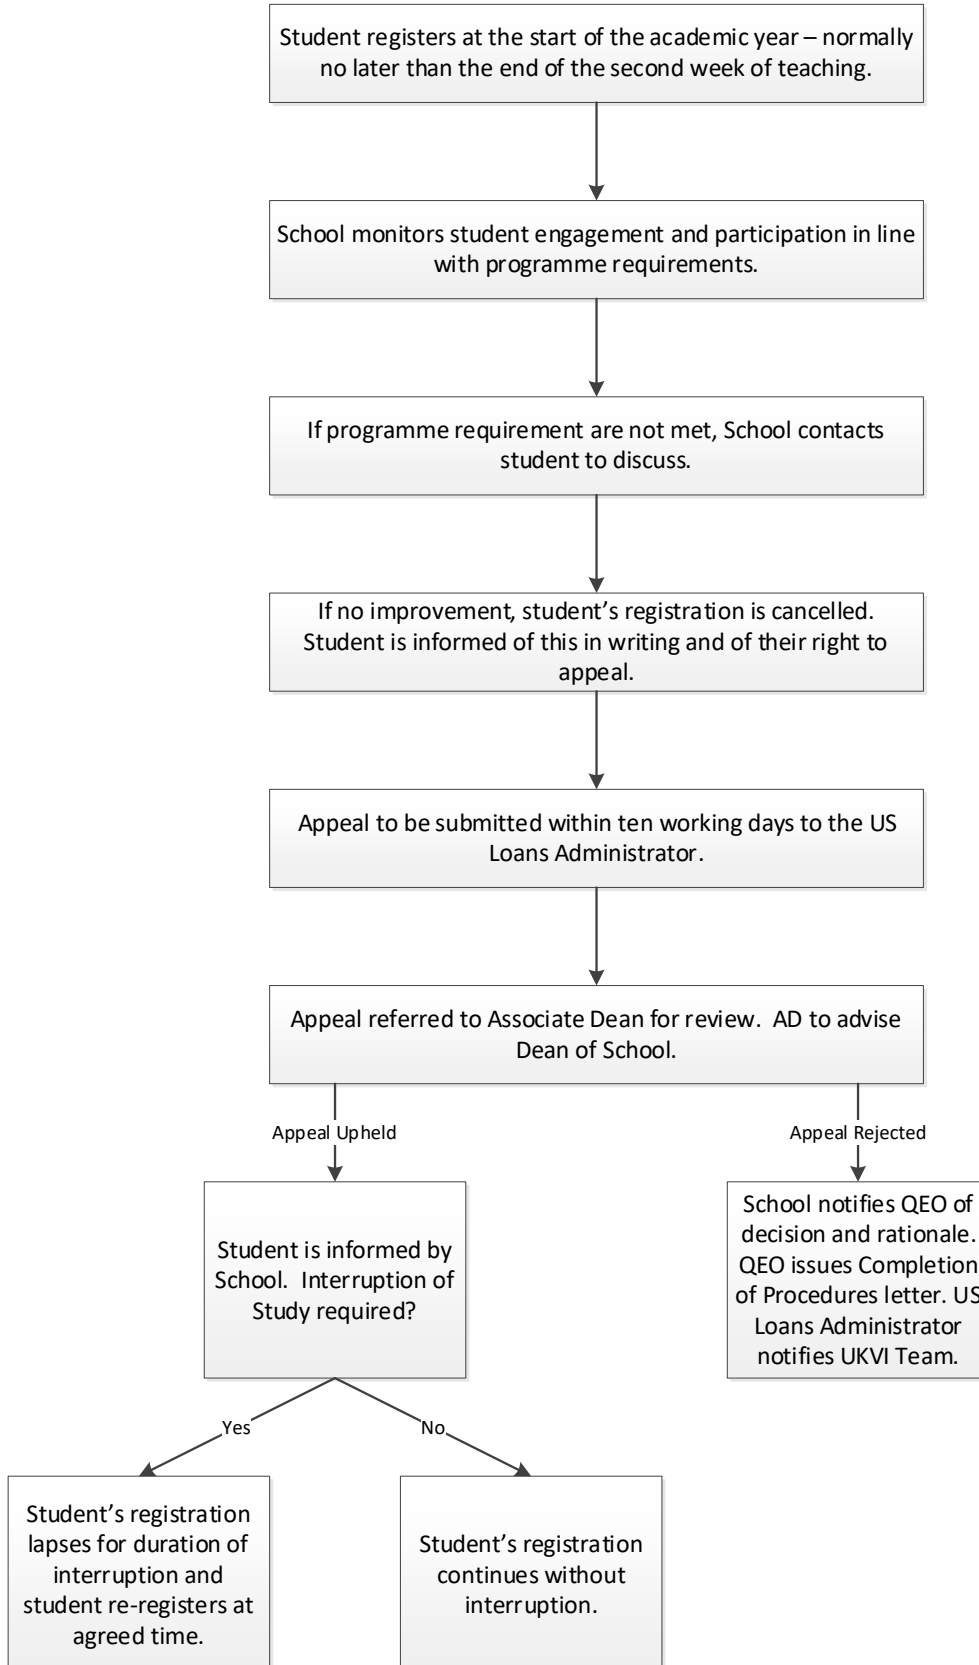 Student registers at the start of the academic year – normally
no later than the end of the second week of teaching.
School monitors student engagement and participation in line
with programme requirements.
If programme requirement are not met, School contacts
student to discuss.
If no improvement, student’s registration is cancelled.
Student is informed of this in writing and of their right to
appeal.
Appeal to be submitted within ten working days to the US
Loans Administrator.
Appeal referred to Associate Dean for review.  AD to advise
Dean of School.
Appeal Upheld
Appeal Rejected
Student is informed by
School.  Interruption of
Study required?
School notifies QEO of
decision and rationale.
QEO issues Completion
of Procedures letter. US
Loans Administrator
notifies UKVI Team.
Yes
No
Student’s registration
lapses for duration of
interruption and
student re-registers at
agreed time.
Student’s registration
continues without
interruption.